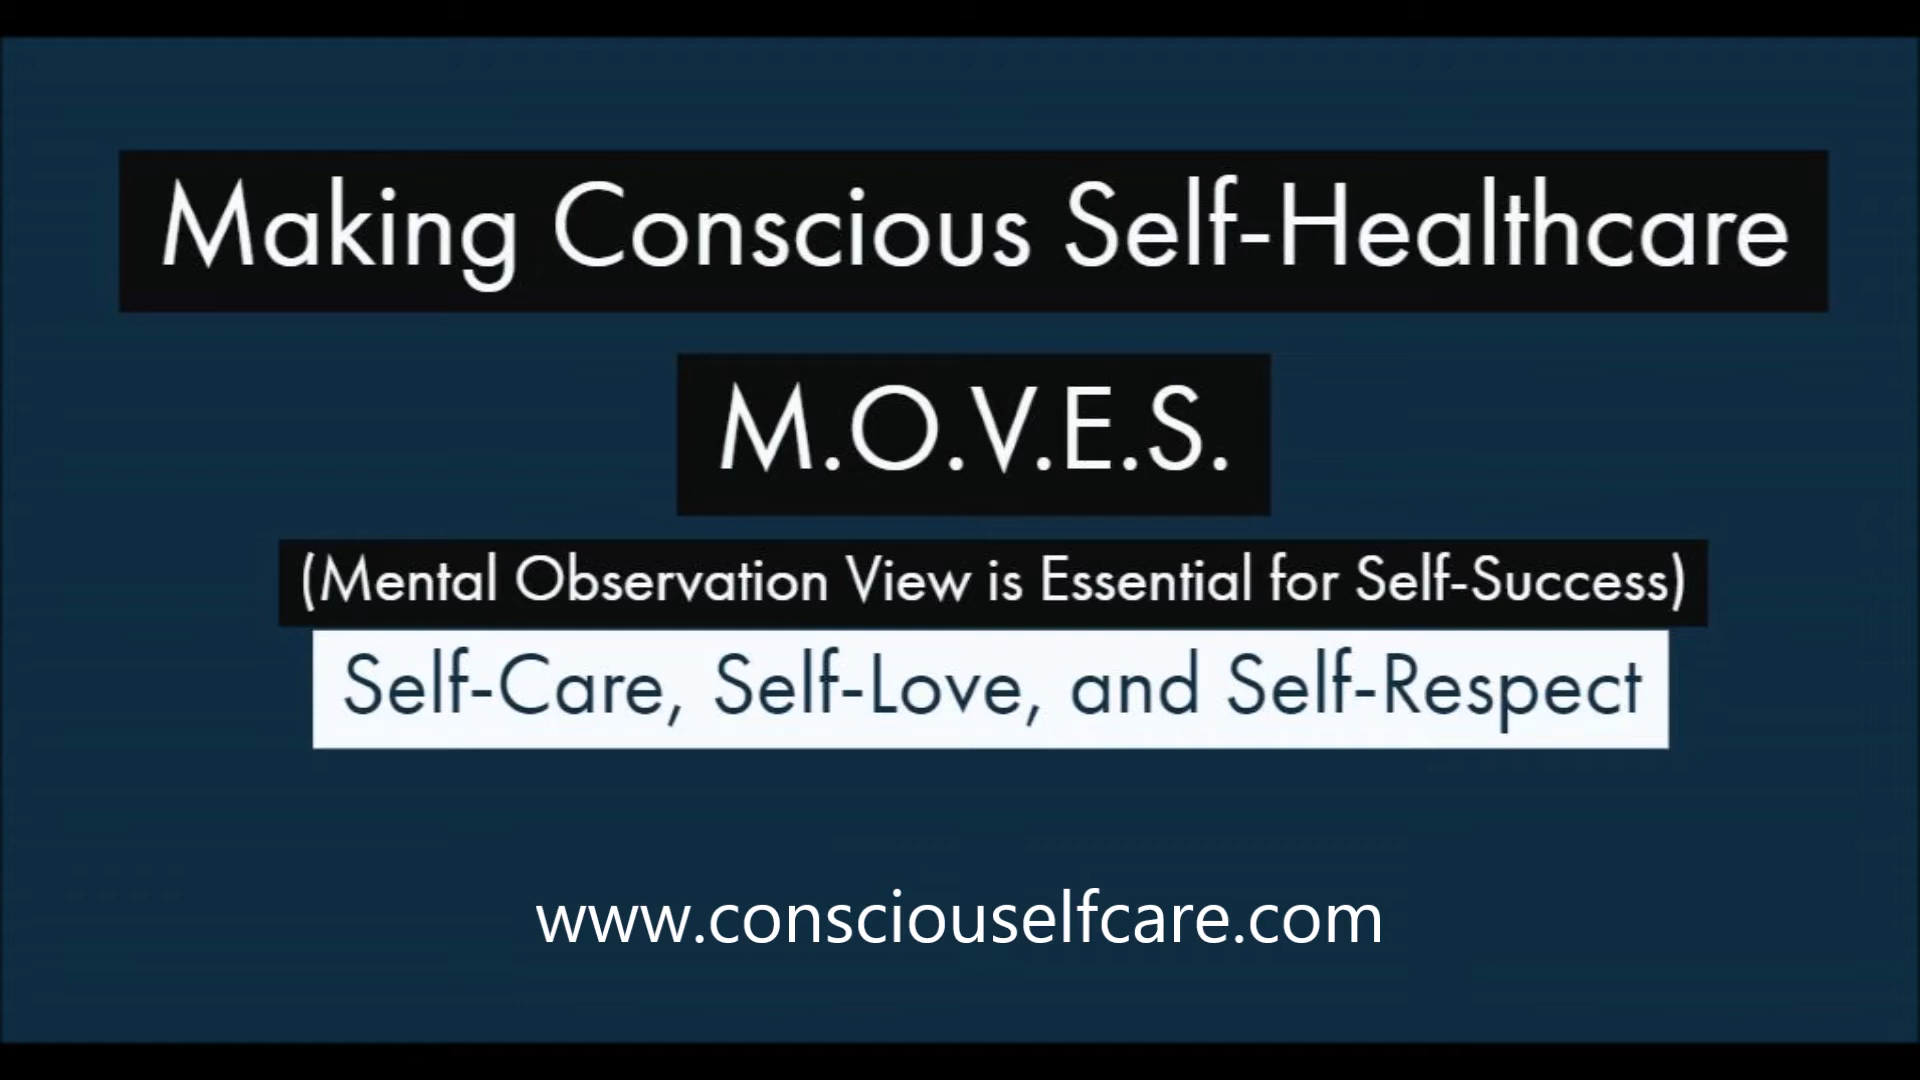 Making Conscious Self-Healthcare
M.O.V.E.S.
(Mental Observation View is Essential for Self-Success)
Self-Care, Self-Love, and Self-Respect
www.consciouselfcare.com